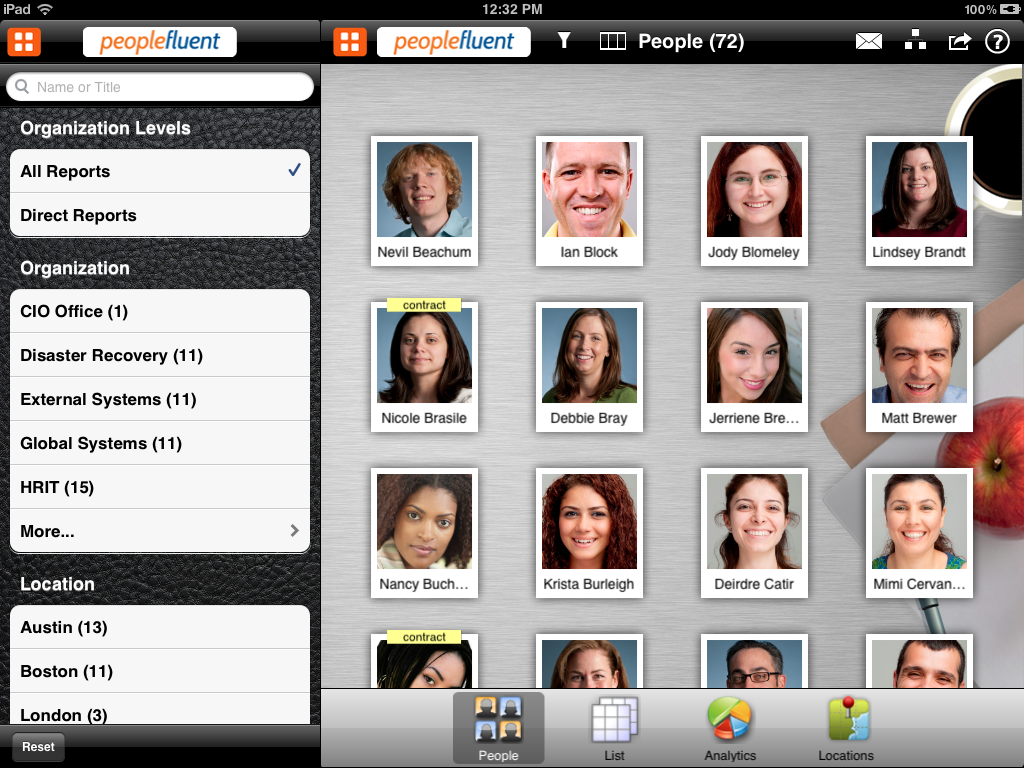 iPad
12:32 PM
100%
peoplefluent
Name or Title
Organization Levels
All Reports
Direct Reports
Organization
CIO Office (1)
Disaster Recovery (11)
External Systems (11)
Global Systems (11)
HRIT (15)
More...
Location
Austin (13)
Boston (11)
London (3)
Reset
peoplefluent
People (72)
?
Nevil Beachum
Ian Block
Jody Blomeley
Lindsey Brandt
contract
Nicole Brasile
Debbie Bray
Jerriene Bre...
Matt Brewer
Nancy Buch...
Krista Burleigh
Deirdre Catir
Mimi Cervan...
contract
People
List
Analytics
Locations